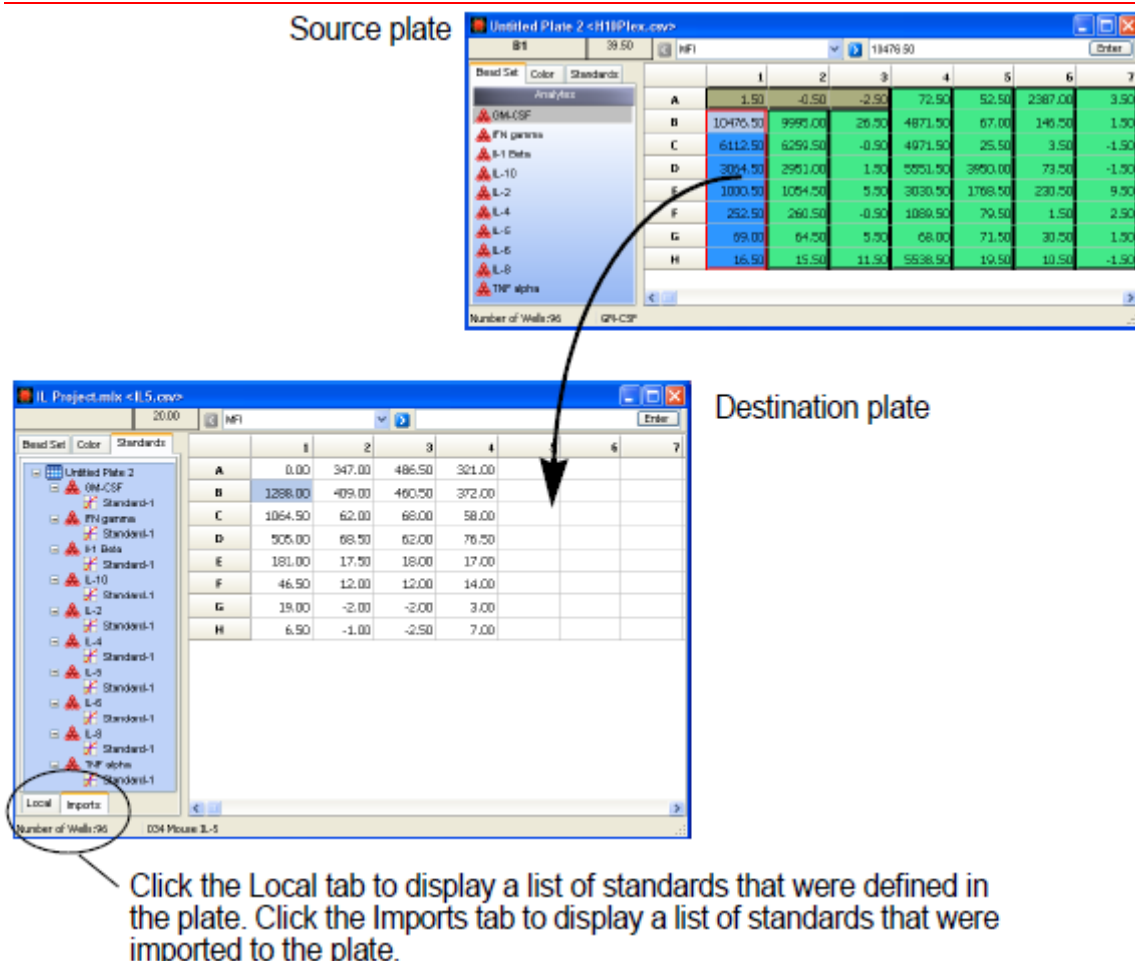 Source plate
Untitled Plate 2 <H10Plex.csv>
B1 39.50 MFI 10476.50 Enter
Bead Set Color Standards
Analytes
GM-CSF
IFN gamma
Il-1 Beta
IL-10
IL-2
IL-4
IL-5
IL-6
IL-8
TNF alpha
1 2 3 4 5 6 7
A 1.50 -0.50 -2.50 72.50 52.50 2387.00 3.50
B 10476.50 9995.00 26.50 4871.50 67.00 146.50 1.50
C 6112.50 6259.50 -0.50 4971.50 25.50 3.50 -1.50
D 3064.50 2951.00 1.50 5551.50 3950.00 73.50 -1.50
E 1000.50 1054.50 5.50 3030.50 1768.50 230.50 9.50
F 252.50 260.50 -0.50 1089.50 79.50 1.50 2.50
G 69.00 64.50 5.50 68.00 71.50 30.50 1.50
H 16.50 15.50 11.50 5538.50 19.50 10.50 -1.50
Number of Wells:96 GM-CSF
Destination plate
IL Project.mlx <IL5.csv>
20.00 MFI Enter
Bead Set Color Standards
Untitled Plate 2
GM-CSF
Standard-1
IFN gamma
Standard-1
Il-1 Beta
Standard-1
IL-10
Standard-1
IL-2
Standard-1
IL-4
Standard-1
IL-5
Standard-1
IL-6
Standard-1
IL-8
Standard-1
TNF alpha
Standard-1
1 2 3 4 5 6 7
A 0.00 347.00 486.50 321.00
B 1288.00 409.00 460.50 372.00
C 1064.50 62.00 68.00 58.00
D 505.00 68.50 62.00 76.50
E 181.00 17.50 18.00 17.00
F 46.50 12.00 12.00 14.00
G 19.00 -2.00 -2.00 3.00
H 6.50 -1.00 -2.50 7.00
Local Imports
Number of Wells:96 034 Mouse IL-5
Click the Local tab to display a list of standards that were defined in
the plate. Click the Imports tab to display a list of standards that were
imported to the plate.